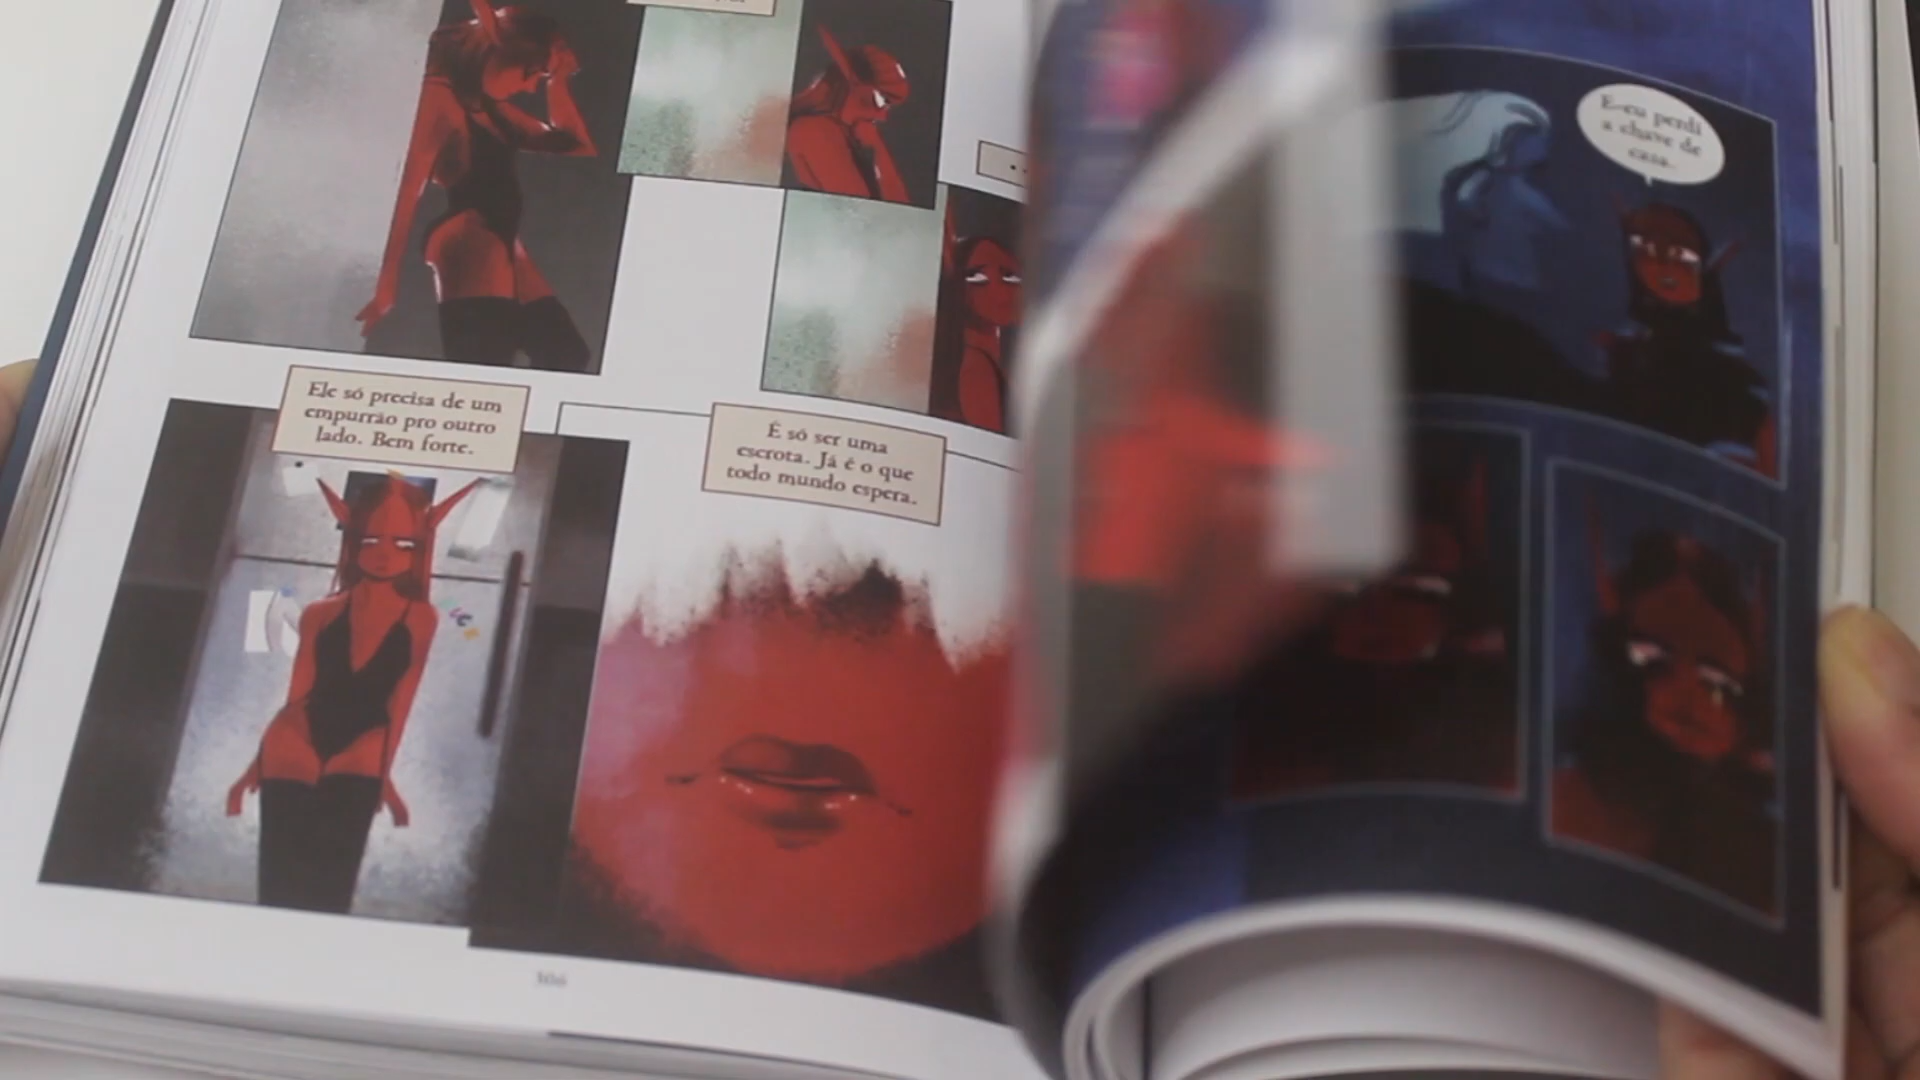 Ele só precisa de um
empurrão pro outro
lado. Bem forte.
É só ser uma
escrota. Já é o que
todo mundo espera.
E-eu perdi
a chave de
casa.